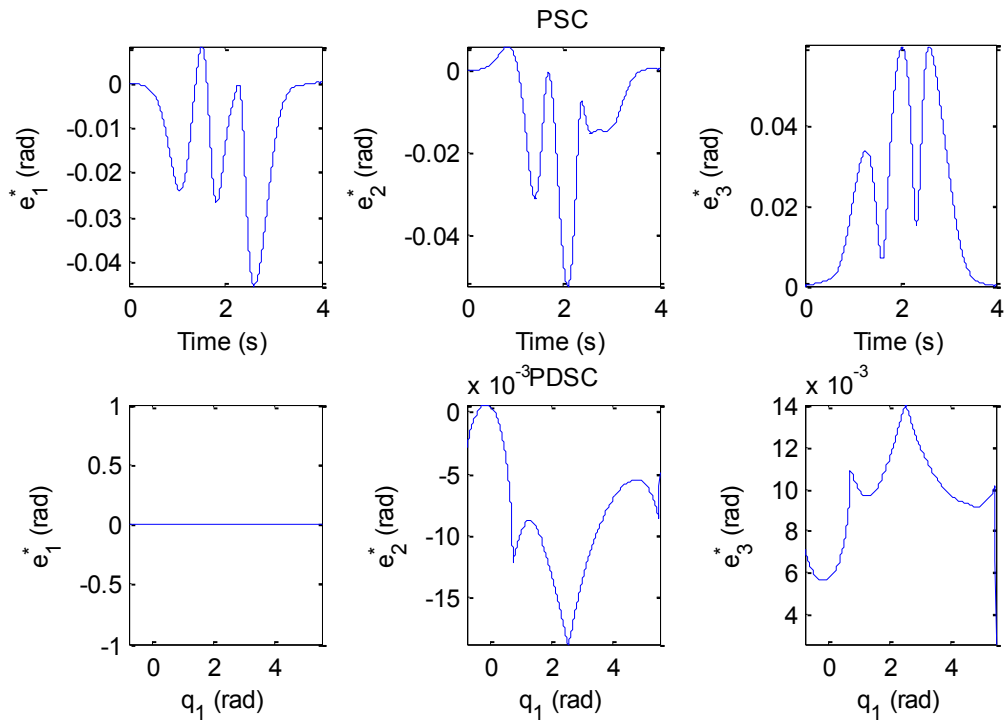 PSC
0
-0.01
-0.02
-0.03
-0.04
0 2 4
e*1 (rad)
Time (s)
0
-0.02
-0.04
0 2 4
e*2 (rad)
Time (s)
0.04
0.02
0
0 2 4
e*3 (rad)
Time (s)
PDSC
1
0.5
0
-0.5
-1
0 2 4
e*1 (rad)
q1 (rad)
x 10-3
0
-5
-10
-15
0 2 4
e*2 (rad)
q1 (rad)
x 10-3
14
12
10
8
6
4
0 2 4
e*3 (rad)
q1 (rad)